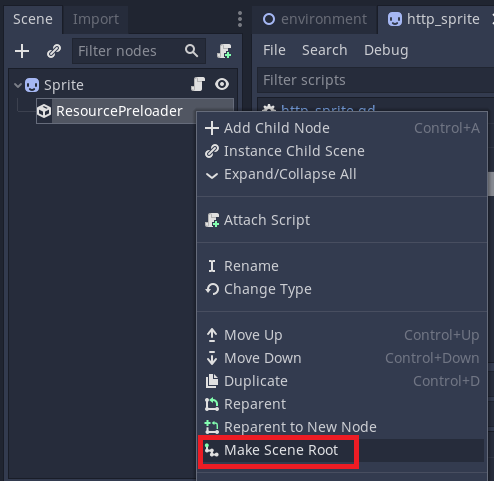 Scene Import
environment http_sprite
Filter nodes
File Search Debug
Filter scripts
Sprite
ResourcePreloader
http_sprite.gd
Add Child Node Control+A
Instance Child Scene
Expand/Collapse All
Attach Script
Rename
Change Type
Move Up Control+Up
Move Down Control+Down
Duplicate Control+D
Reparent
Reparent to New Node
Make Scene Root